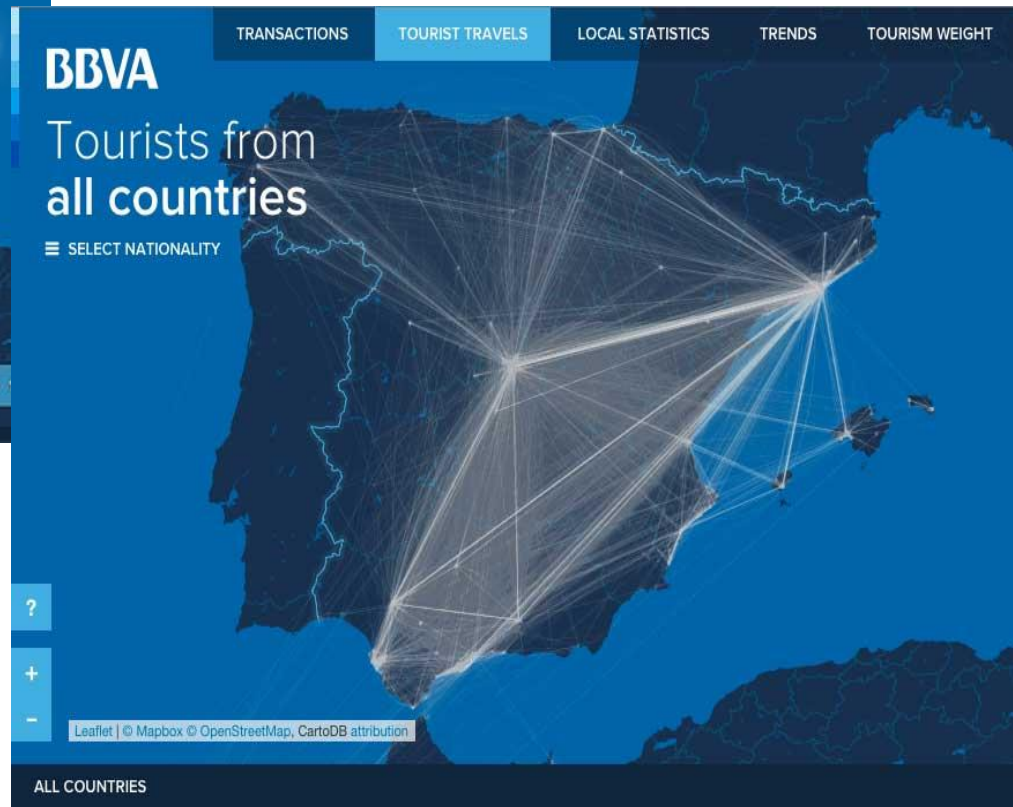 TRANSACTIONS TOURIST TRAVELS LOCAL STATISTICS TRENDS TOURISM WEIGHT
BBVA
Tourists from
all countries
☰ SELECT NATIONALITY
?
+
−
Leaflet | © Mapbox © OpenStreetMap, CartoDB attribution
ALL COUNTRIES